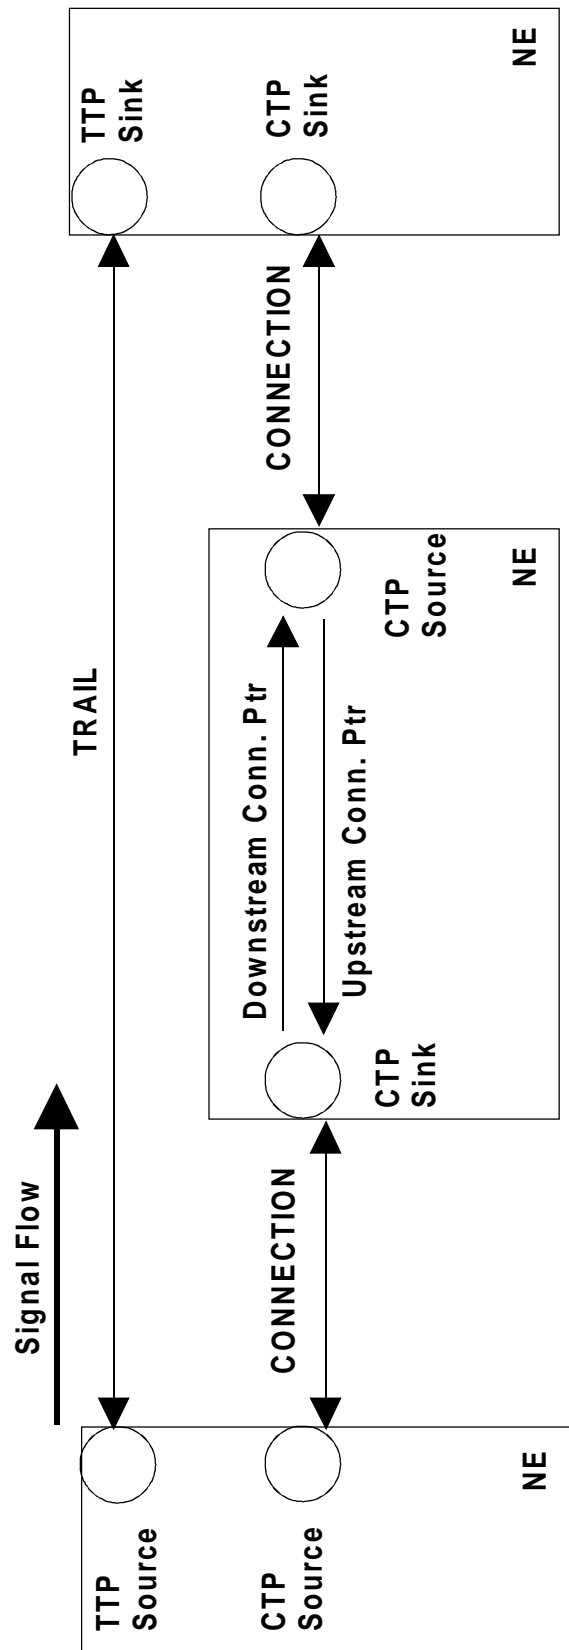 Signal Flow
TRAIL
TTP
Source
CTP
Source
NE
CONNECTION
CTP
Sink
Downstream Conn. Ptr
Upstream Conn. Ptr
CTP
Source
NE
CONNECTION
TTP
Sink
CTP
Sink
NE